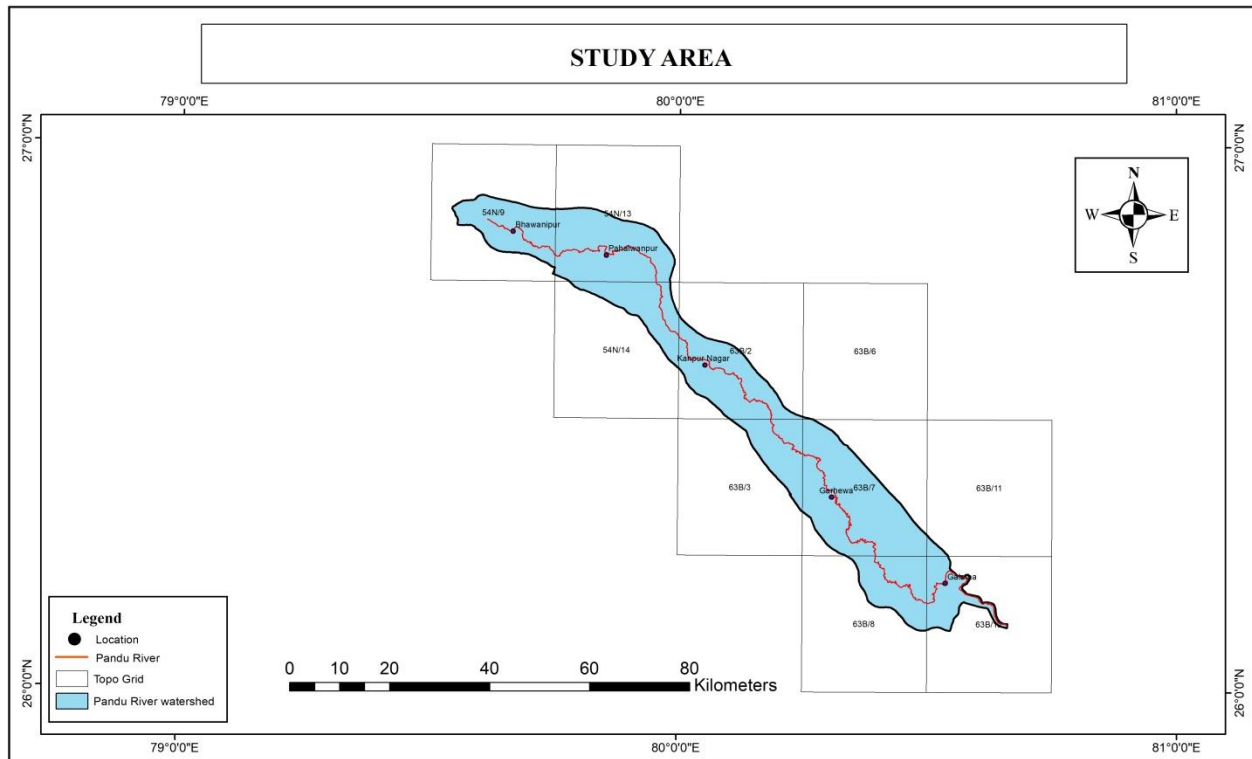 STUDY AREA
79°0'0"E
80°0'0"E
81°0'0"E
27°0'0"N
27°0'0"N
N
W
E
S
54N/9
54N/13
Bhawanipur
Pahalwanpur
54N/14
Kanpur Nagar
63B/2
63B/6
63B/3
Garhewa
63B/7
63B/11
63B/8
Legend
Location
Pandu River
Topo Grid
Pandu River watershed
0
10
20
40
60
80
Kilometers
26°0'0"N
26°0'0"N
79°0'0"E
80°0'0"E
81°0'0"E